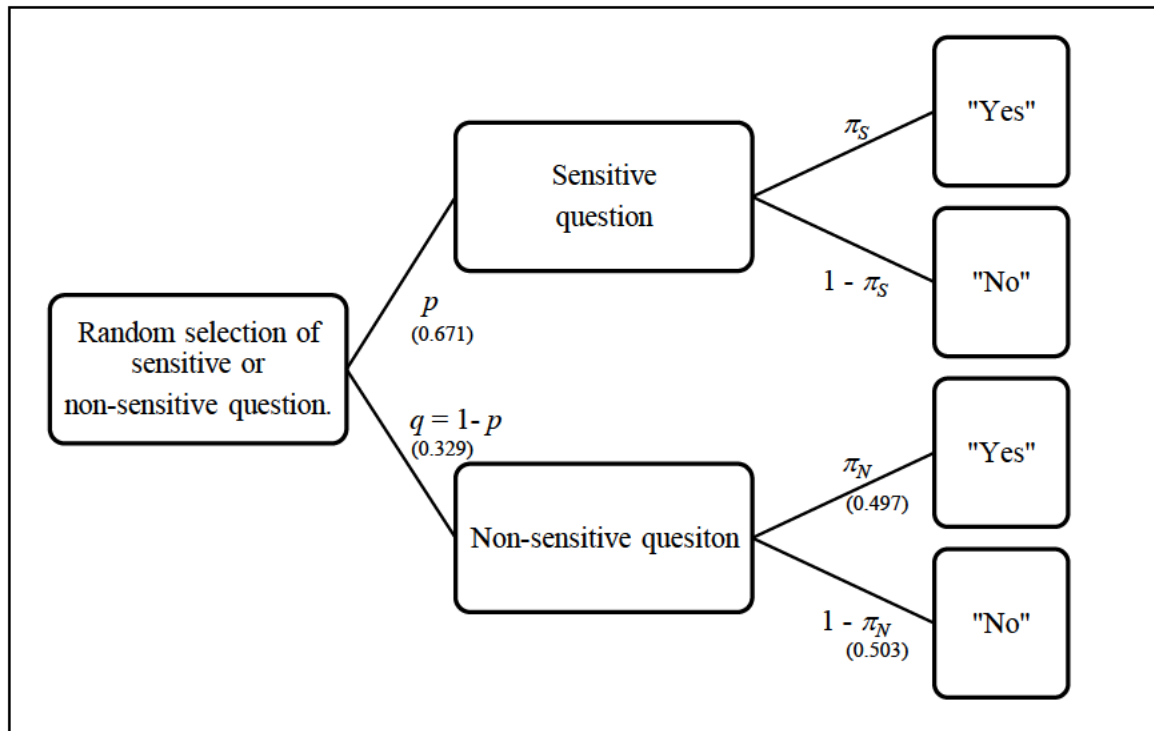 "Yes"
π_S
Sensitive
question
1 - π_S
"No"
p
(0.671)
Random selection of
sensitive or
non-sensitive question.
q = 1- p
(0.329)
"Yes"
π_N
(0.497)
Non-sensitive quesiton
1 - π_N
(0.503)
"No"